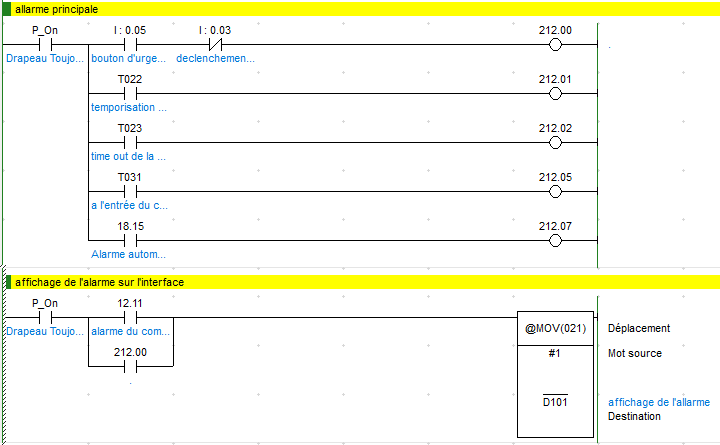 allarme principale
P_On I : 0.05 I : 0.03 212.00
Drapeau Toujo... bouton d'urge... declenchemen...
T022 212.01
temporisation ...
T023 212.02
time out de la ...
T031 212.05
a l'entrée du c...
18.15 212.07
Alarme autom...
affichage de l'alarme sur l'interface
P_On 12.11
@MOV(021) Déplacement
Drapeau Toujo... alarme du com...
212.00 #1 Mot source
D101 affichage de l'allarme
Destination